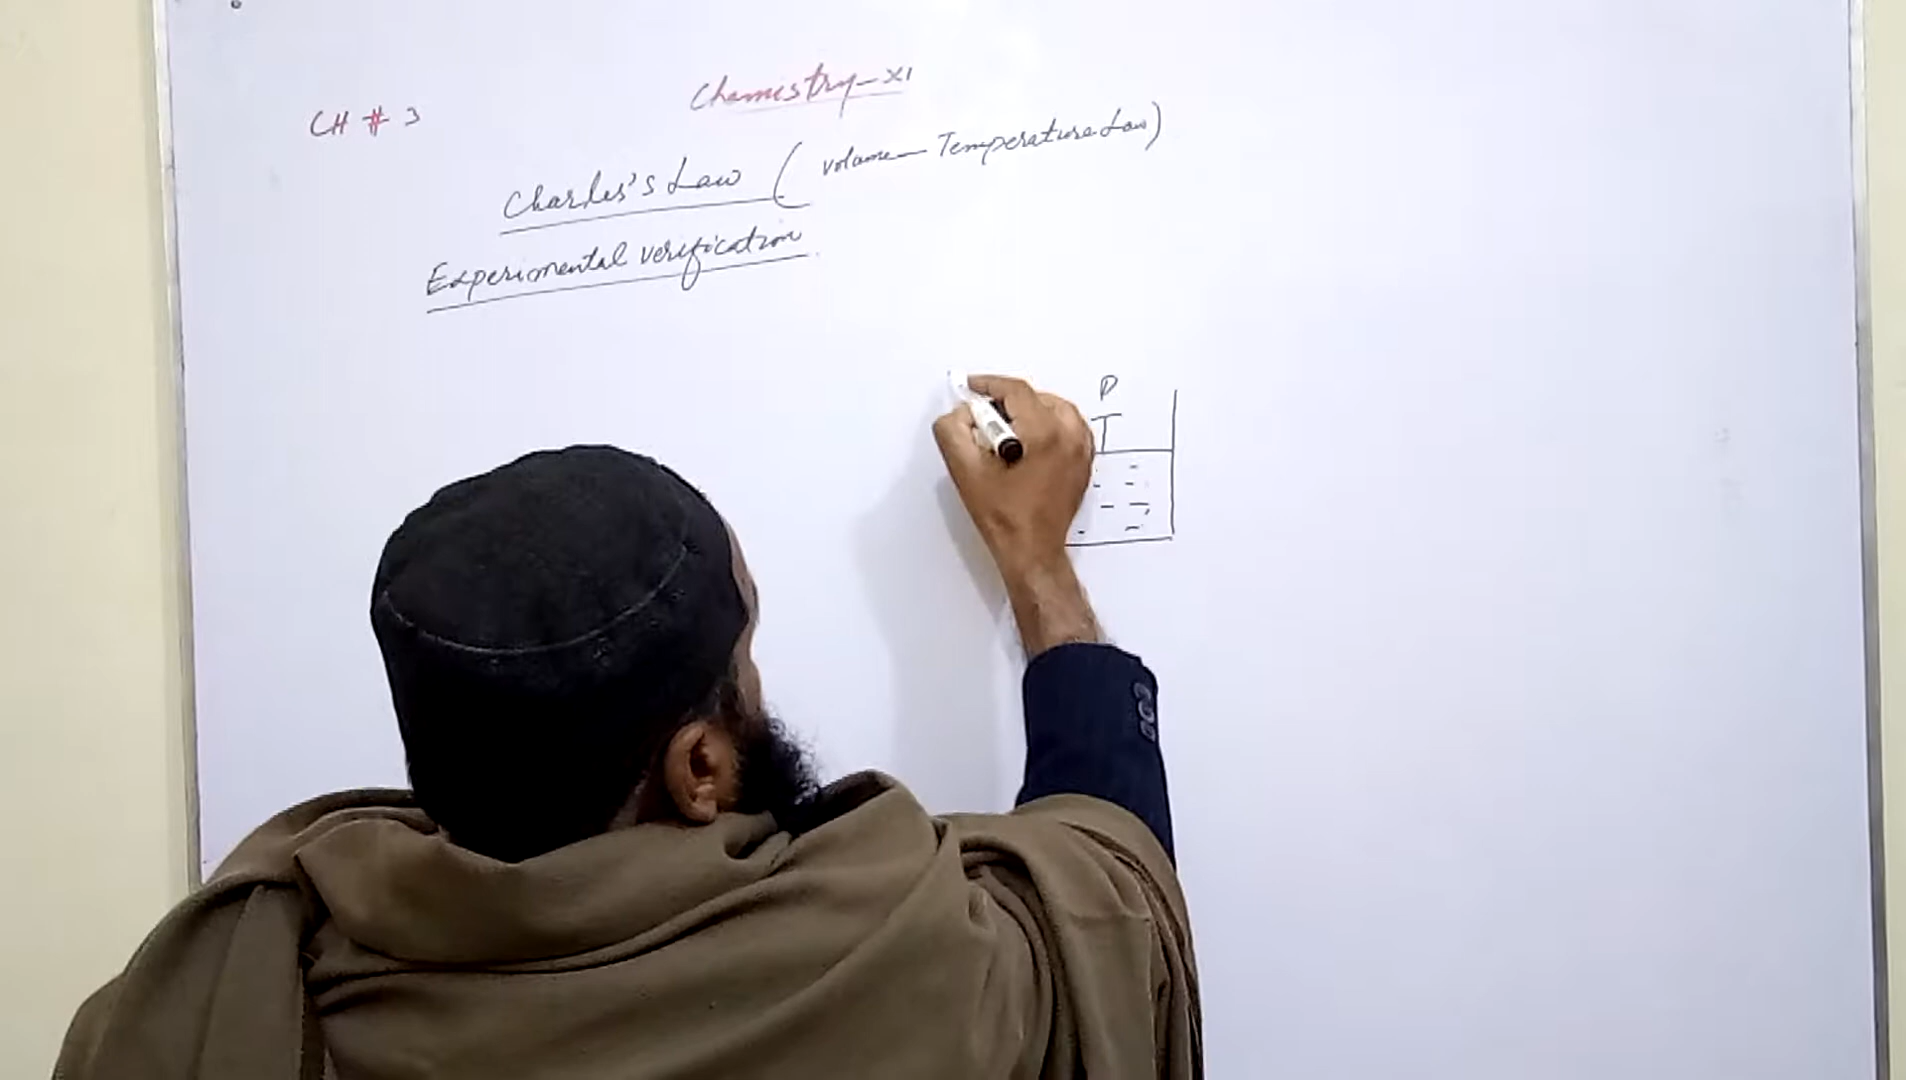 Chemistry-XI
CH # 3
Charles's Law ( volume — Temperature Law)
Experimental verification
P